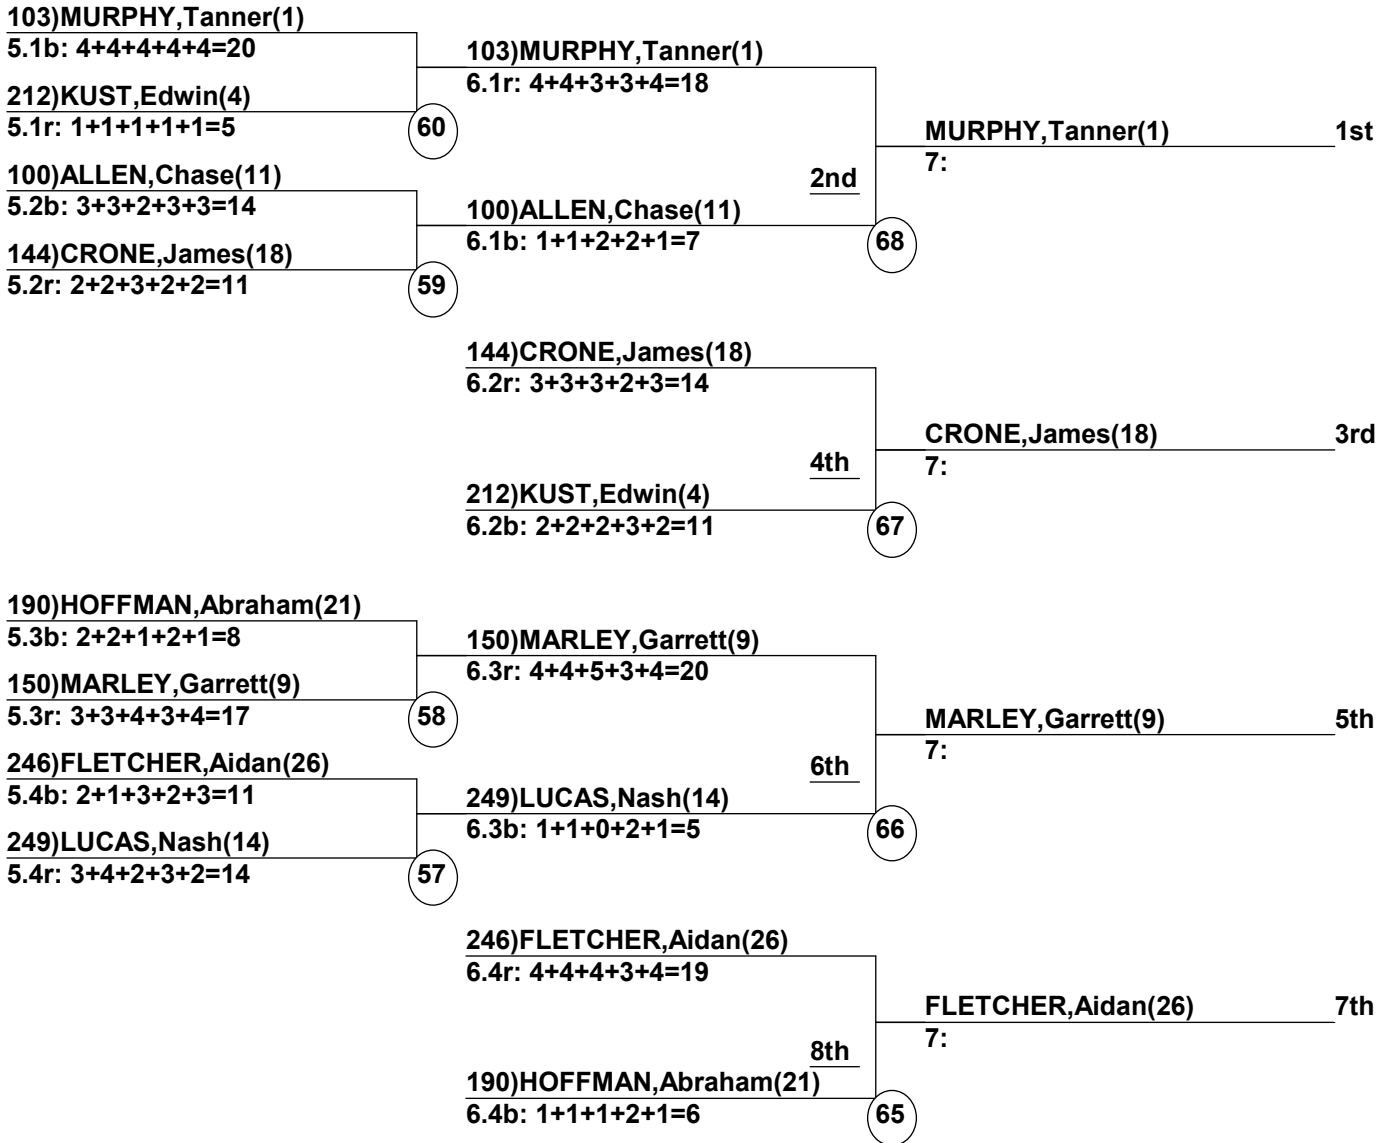 103)MURPHY,Tanner(1)
5.1b: 4+4+4+4+4=20
212)KUST,Edwin(4)
5.1r: 1+1+1+1+1=5
60
100)ALLEN,Chase(11)
5.2b: 3+3+2+3+3=14
144)CRONE,James(18)
5.2r: 2+2+3+2+2=11
59
103)MURPHY,Tanner(1)
6.1r: 4+4+3+3+4=18
2nd
100)ALLEN,Chase(11)
6.1b: 1+1+2+2+1=7
68
MURPHY,Tanner(1) 1st
7:
144)CRONE,James(18)
6.2r: 3+3+3+2+3=14
4th
212)KUST,Edwin(4)
6.2b: 2+2+2+3+2=11
67
CRONE,James(18) 3rd
7:
190)HOFFMAN,Abraham(21)
5.3b: 2+2+1+2+1=8
150)MARLEY,Garrett(9)
5.3r: 3+3+4+3+4=17
58
246)FLETCHER,Aidan(26)
5.4b: 2+1+3+2+3=11
249)LUCAS,Nash(14)
5.4r: 3+4+2+3+2=14
57
150)MARLEY,Garrett(9)
6.3r: 4+4+5+3+4=20
6th
249)LUCAS,Nash(14)
6.3b: 1+1+0+2+1=5
66
MARLEY,Garrett(9) 5th
7:
246)FLETCHER,Aidan(26)
6.4r: 4+4+4+3+4=19
8th
190)HOFFMAN,Abraham(21)
6.4b: 1+1+1+2+1=6
65
FLETCHER,Aidan(26) 7th
7: